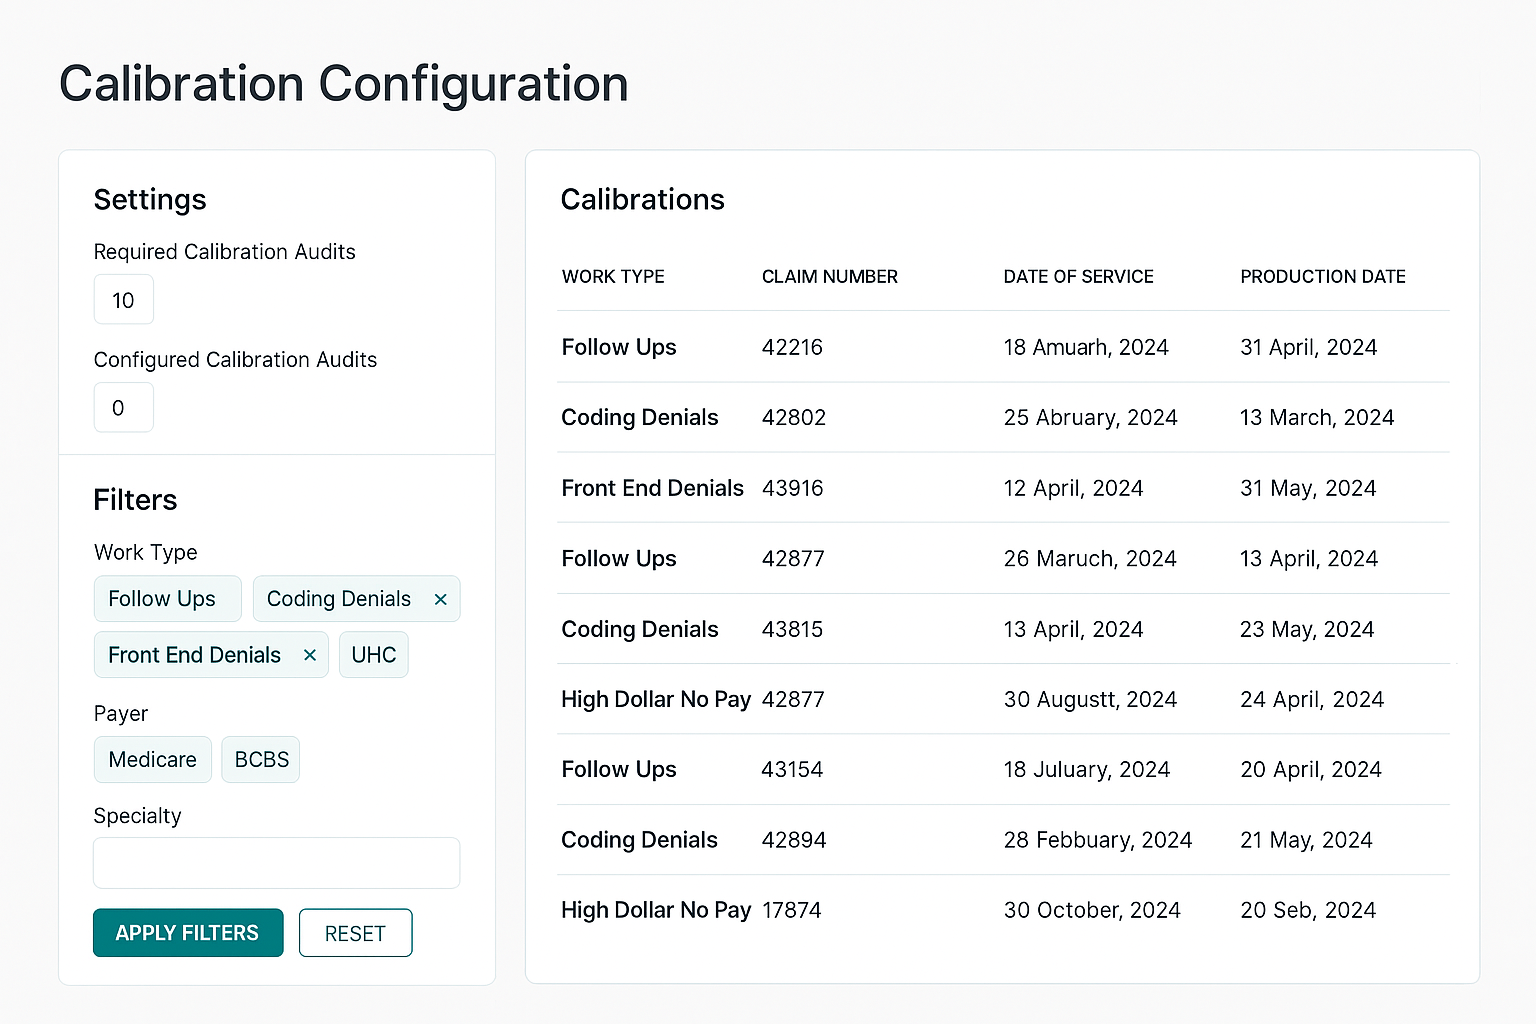 Calibration Configuration
Settings
Required Calibration Audits
10
Configured Calibration Audits
0
Filters
Work Type
Follow Ups Coding Denials ×
Front End Denials × UHC
Payer
Medicare BCBS
Specialty
APPLY FILTERS RESET
Calibrations
WORK TYPE CLAIM NUMBER DATE OF SERVICE PRODUCTION DATE
Follow Ups 42216 18 Amuarh, 2024 31 April, 2024
Coding Denials 42802 25 Abruary, 2024 13 March, 2024
Front End Denials 43916 12 April, 2024 31 May, 2024
Follow Ups 42877 26 Maruch, 2024 13 April, 2024
Coding Denials 43815 13 April, 2024 23 May, 2024
High Dollar No Pay 42877 30 Augustt, 2024 24 April, 2024
Follow Ups 43154 18 Juluary, 2024 20 April, 2024
Coding Denials 42894 28 Febbuary, 2024 21 May, 2024
High Dollar No Pay 17874 30 October, 2024 20 Seb, 2024